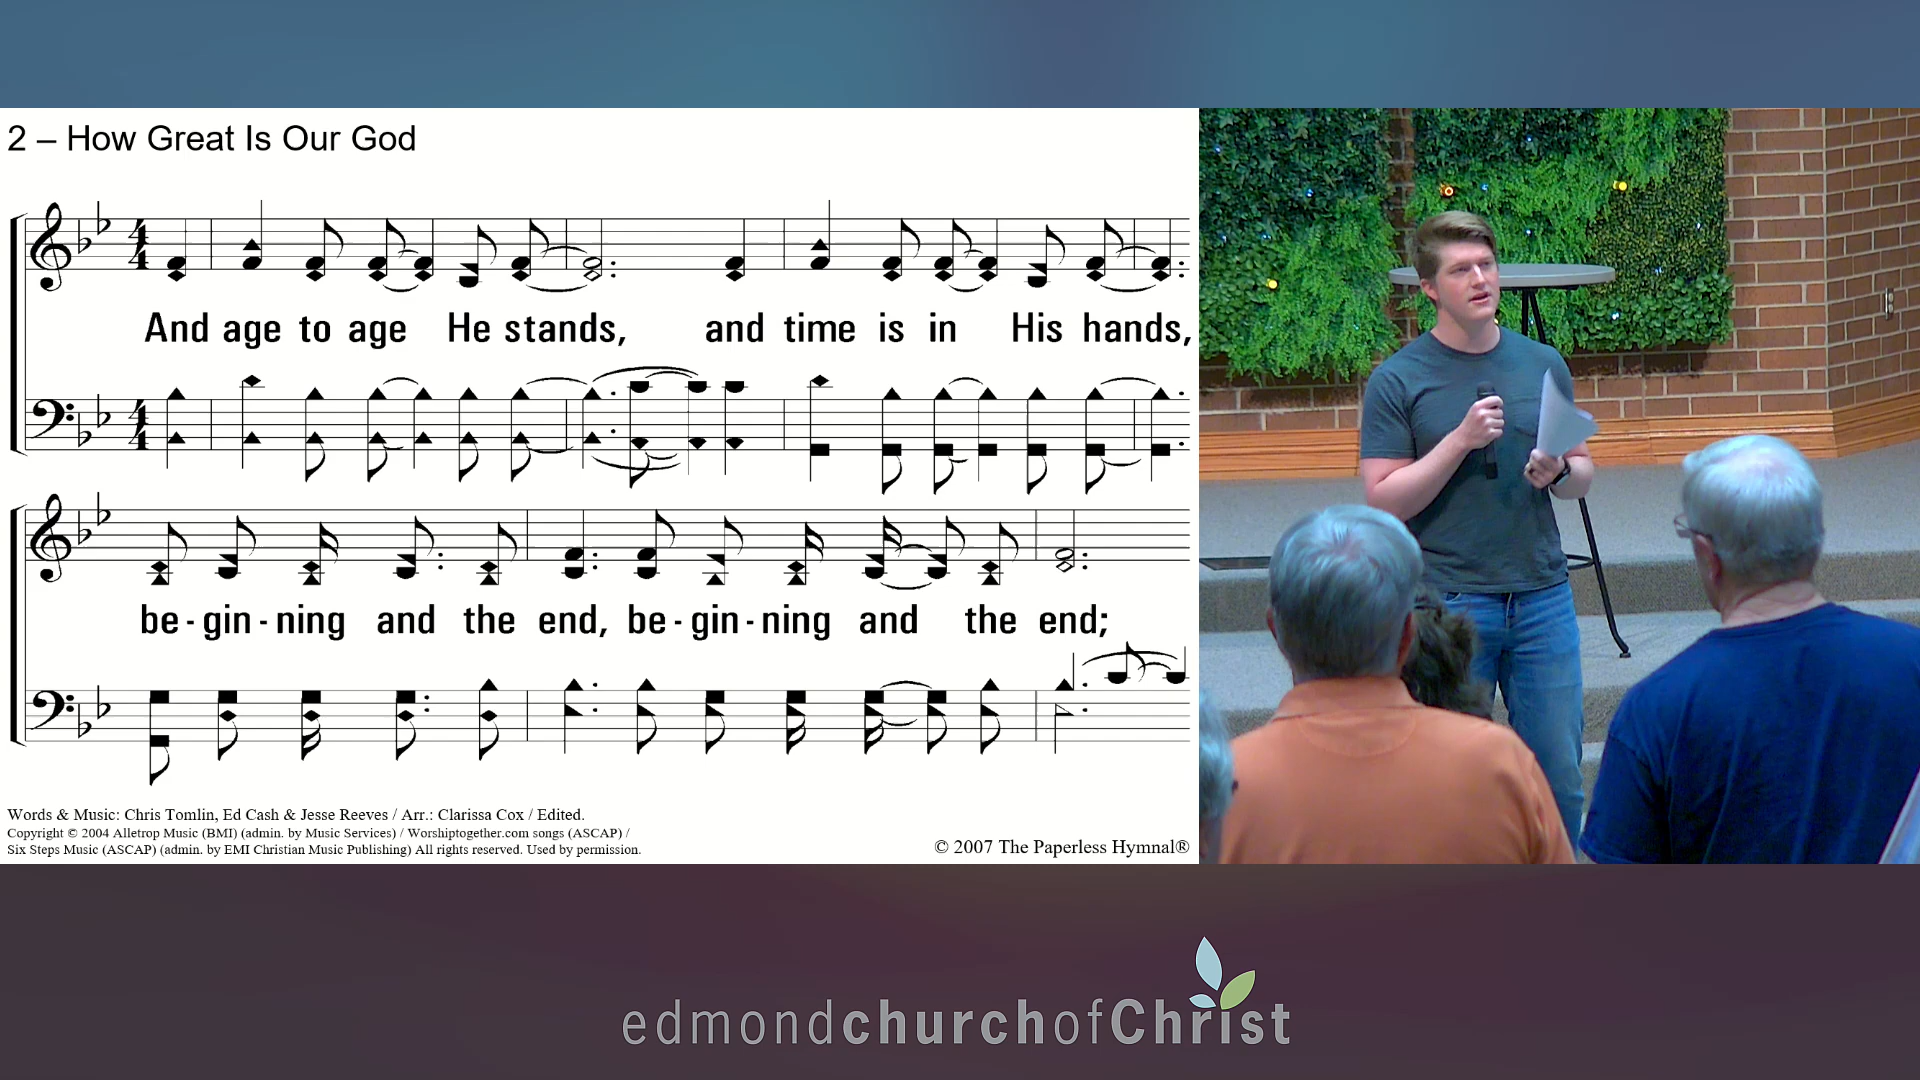 2 – How Great Is Our God
And age to age He stands, and time is in His hands,
be - gin - ning and the end, be - gin - ning and the end;
Words & Music: Chris Tomlin, Ed Cash & Jesse Reeves / Arr.: Clarissa Cox / Edited.
Copyright © 2004 Alletrop Music (BMI) (admin. by Music Services) / Worshiptogether.com songs (ASCAP) /
Six Steps Music (ASCAP) (admin. by EMI Christian Music Publishing) All rights reserved. Used by permission.
© 2007 The Paperless Hymnal®
edmondchurchofChrist